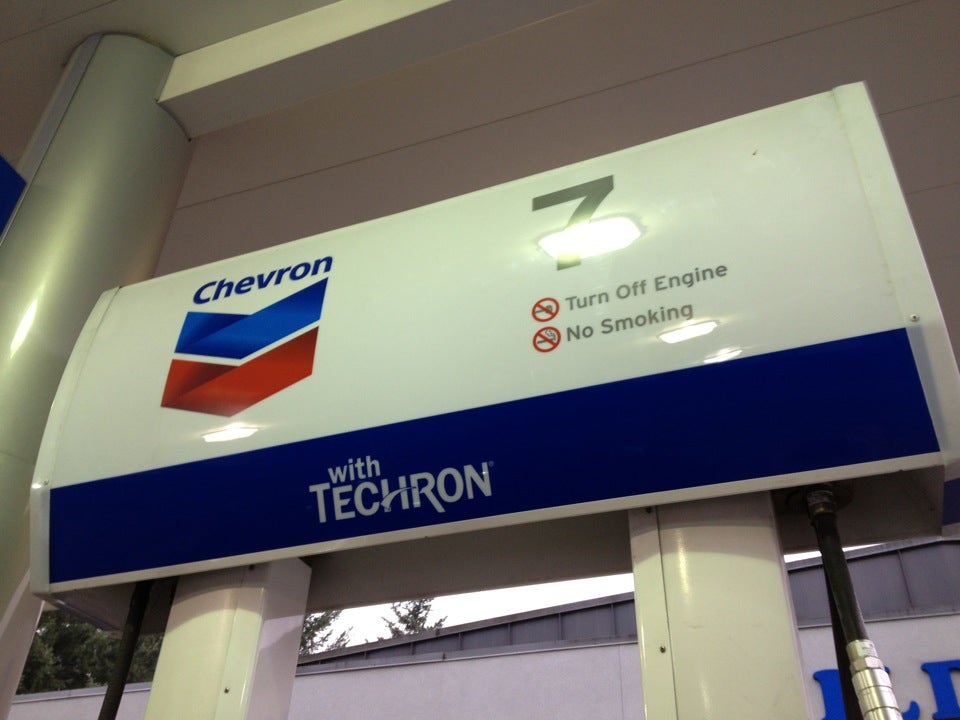 Chevron
7
Turn Off Engine
No Smoking
with
TECHRON®